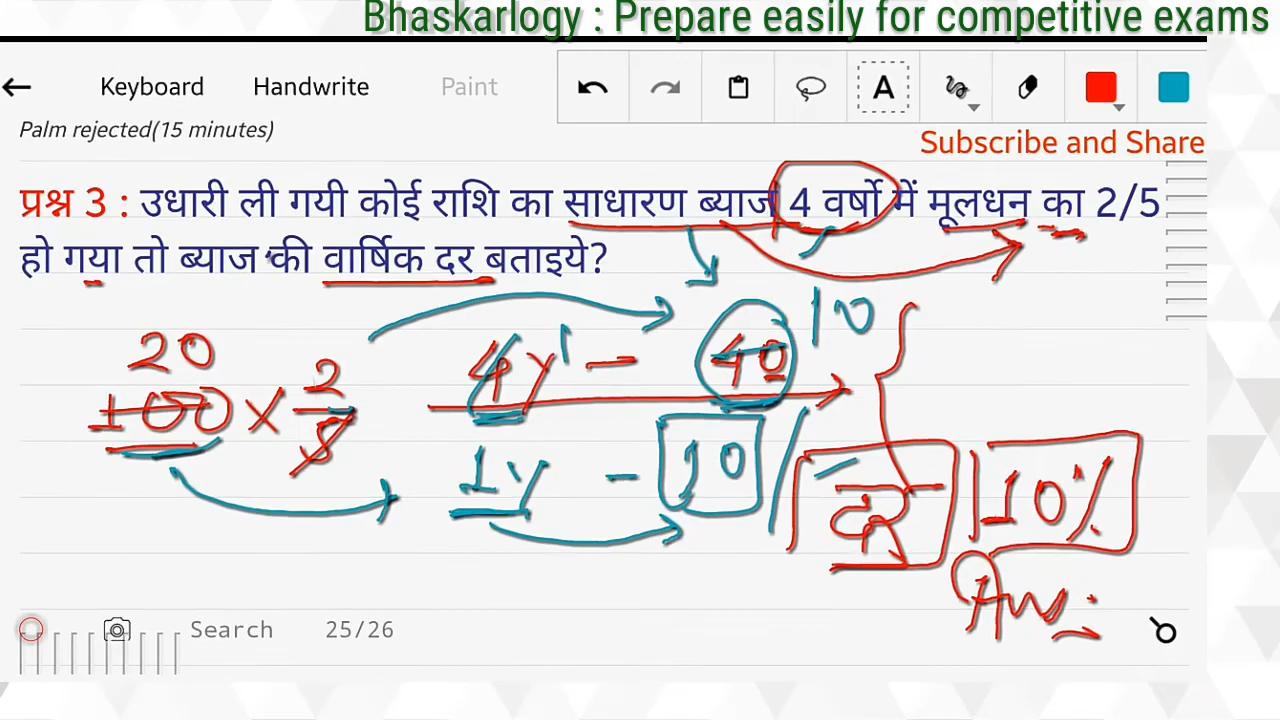 Bhaskarlogy : Prepare easily for competitive exams
Keyboard Handwrite Paint A
Palm rejected(15 minutes)
Subscribe and Share
प्रश्न 3 : उधारी ली गयी कोई राशि का साधारण ब्याज 4 वर्षो में मूलधन का 2/5
हो गया तो ब्याज की वार्षिक दर बताइये?
20
100 × 2/5
4y - 40 10
1y - 10
दर 10%
Ans
Search 25/26